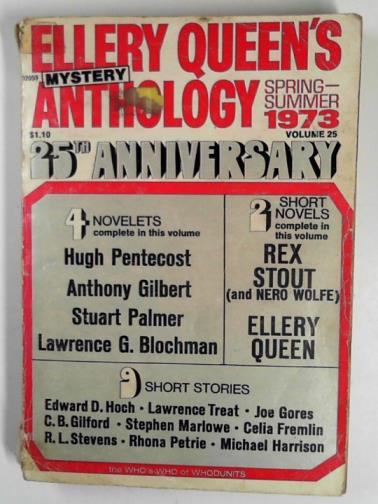 ELLERY QUEEN'S
MYSTERY
ANTHOLOGY
SPRING—
SUMMER
1973
$1.10
VOLUME 25
25TH ANNIVERSARY
4 NOVELETS
complete in this volume
Hugh Pentecost
Anthony Gilbert
Stuart Palmer
Lawrence G. Blochman
2 SHORT
NOVELS
complete in
this volume
REX
STOUT
(and NERO WOLFE)
ELLERY
QUEEN
9 SHORT STORIES
Edward D. Hoch • Lawrence Treat • Joe Gores
C. B. Gilford • Stephen Marlowe • Celia Fremlin
R. L. Stevens • Rhona Petrie • Michael Harrison
the WHO'S WHO of WHODUNITS